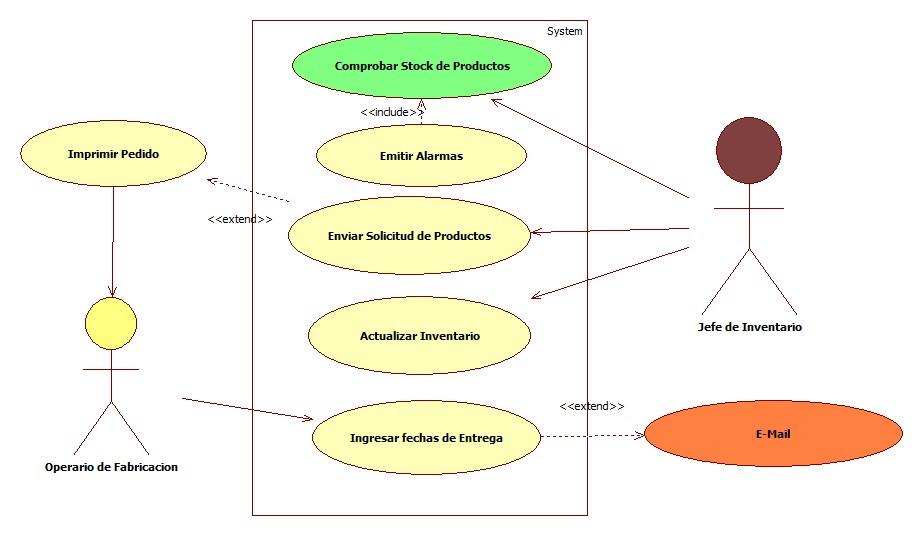 System
Comprobar Stock de Productos
<<include>>
Imprimir Pedido
Emitir Alarmas
<<extend>>
Enviar Solicitud de Productos
Jefe de Inventario
Actualizar Inventario
<<extend>>
Ingresar fechas de Entrega
E-Mail
Operario de Fabricacion